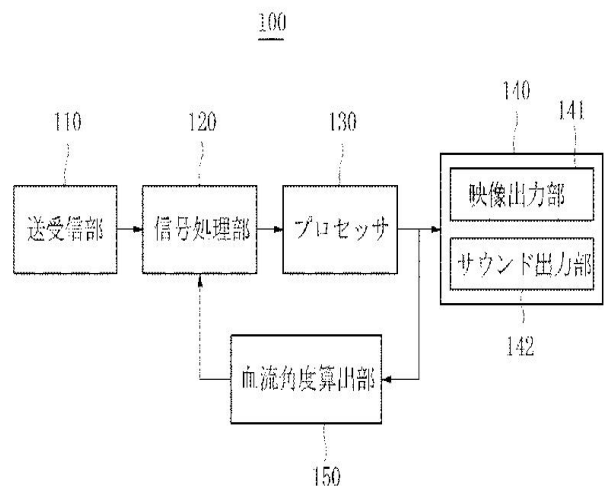 100
110
120
130
140
141
送受信部
信号処理部
プロセッサ
映像出力部
サウンド出力部
142
血流角度算出部
150